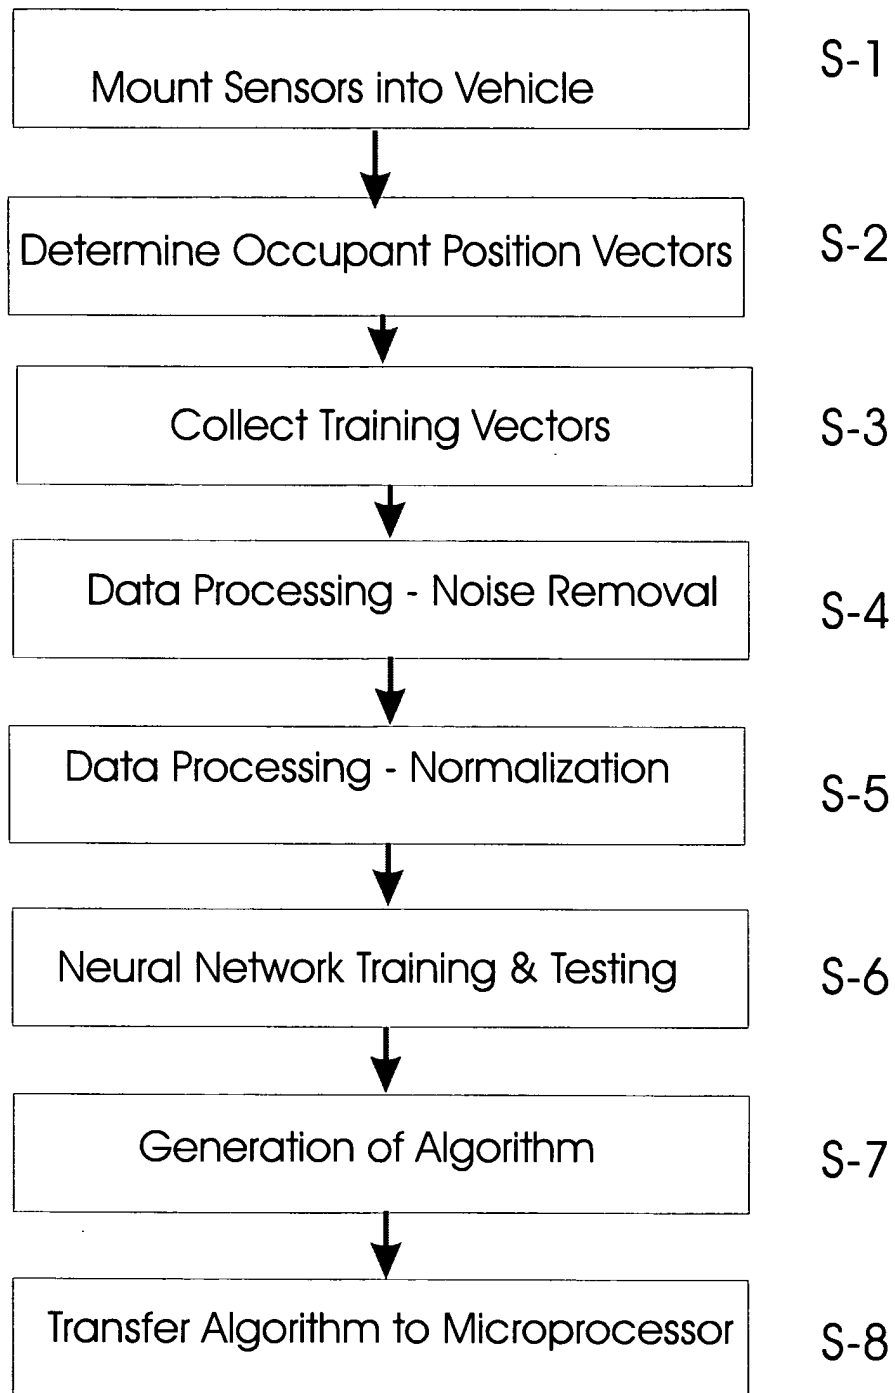 Mount Sensors into Vehicle
S-1
Determine Occupant Position Vectors
S-2
Collect Training Vectors
S-3
Data Processing - Noise Removal
S-4
Data Processing - Normalization
S-5
Neural Network Training & Testing
S-6
Generation of Algorithm
S-7
Transfer Algorithm to Microprocessor
S-8